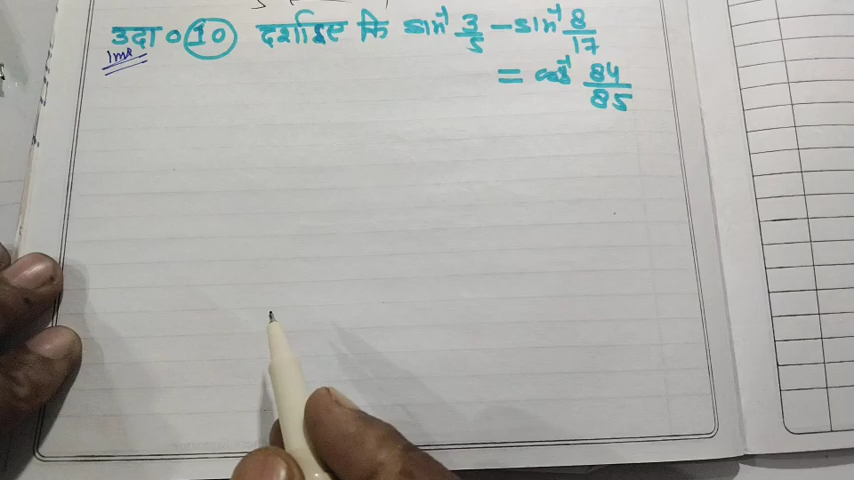 उदा० 10 दर्शाइए कि sin⁻¹ 3/5 - sin⁻¹ 8/17
Imp
= cos⁻¹ 84/85